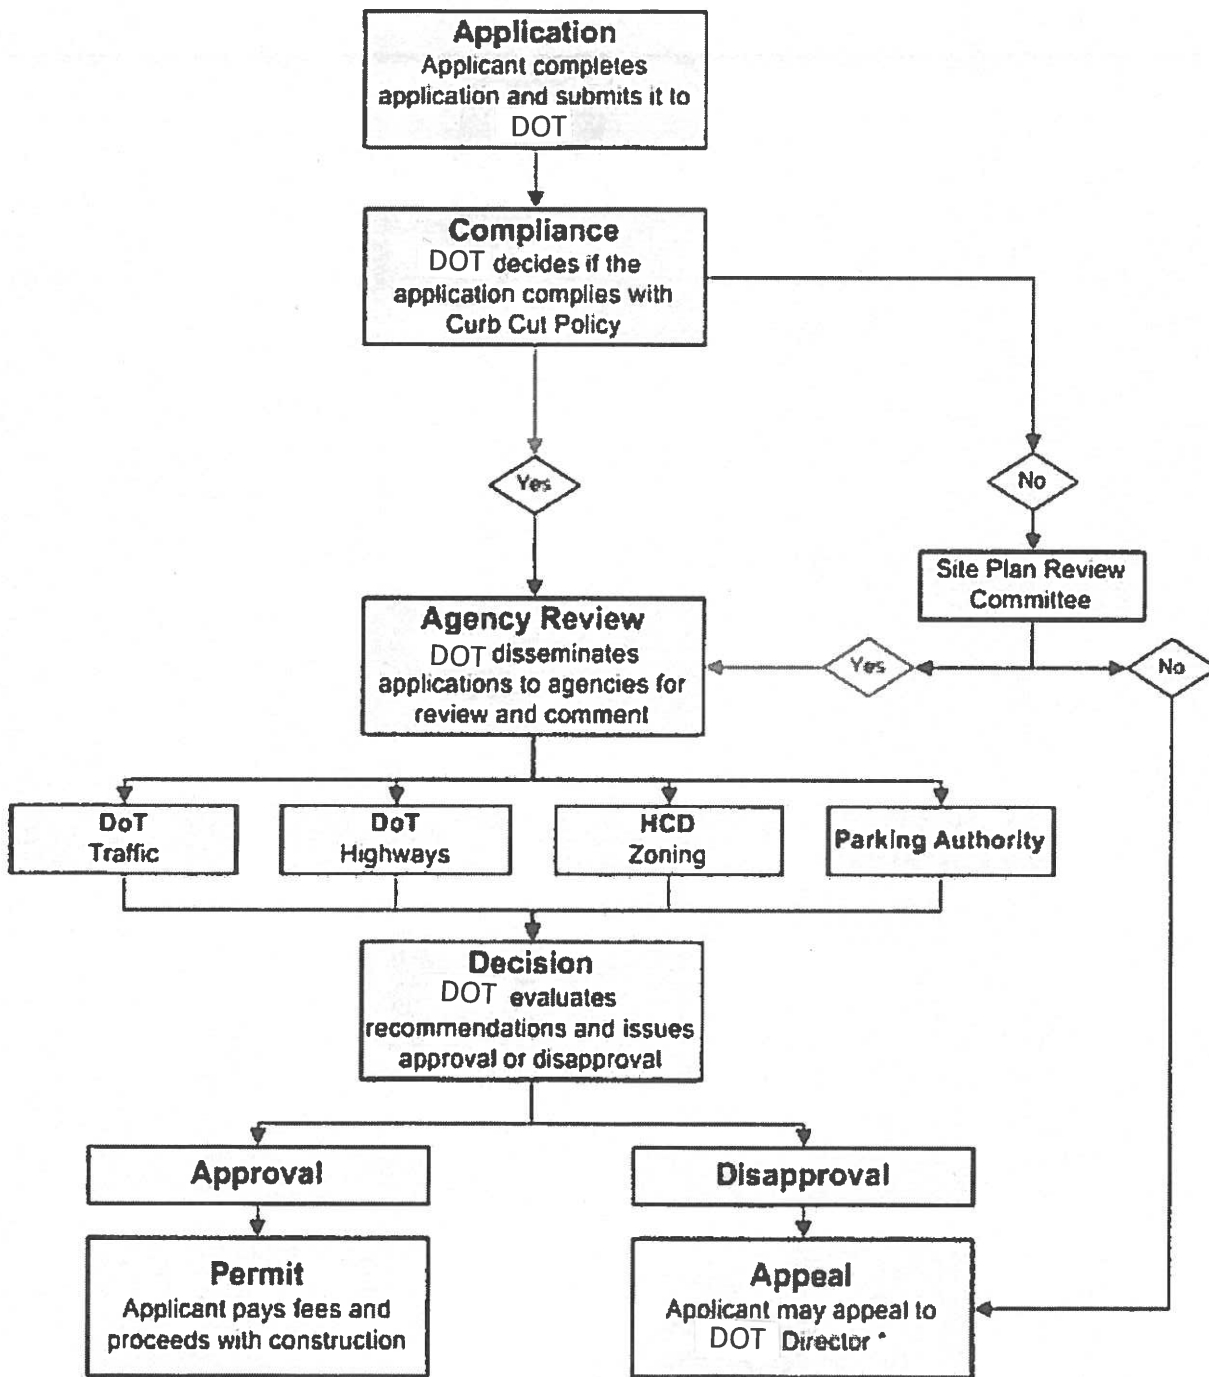 Application
Applicant completes
application and submits it to
DOT
Compliance
DOT decides if the
application complies with
Curb Cut Policy
Yes
No
Site Plan Review
Committee
Agency Review
DOT disseminates
applications to agencies for
review and comment
Yes
No
DoT
Traffic
DoT
Highways
HCD
Zoning
Parking Authority
Decision
DOT evaluates
recommendations and issues
approval or disapproval
Approval
Disapproval
Permit
Applicant pays fees and
proceeds with construction
Appeal
Applicant may appeal to
DOT Director *